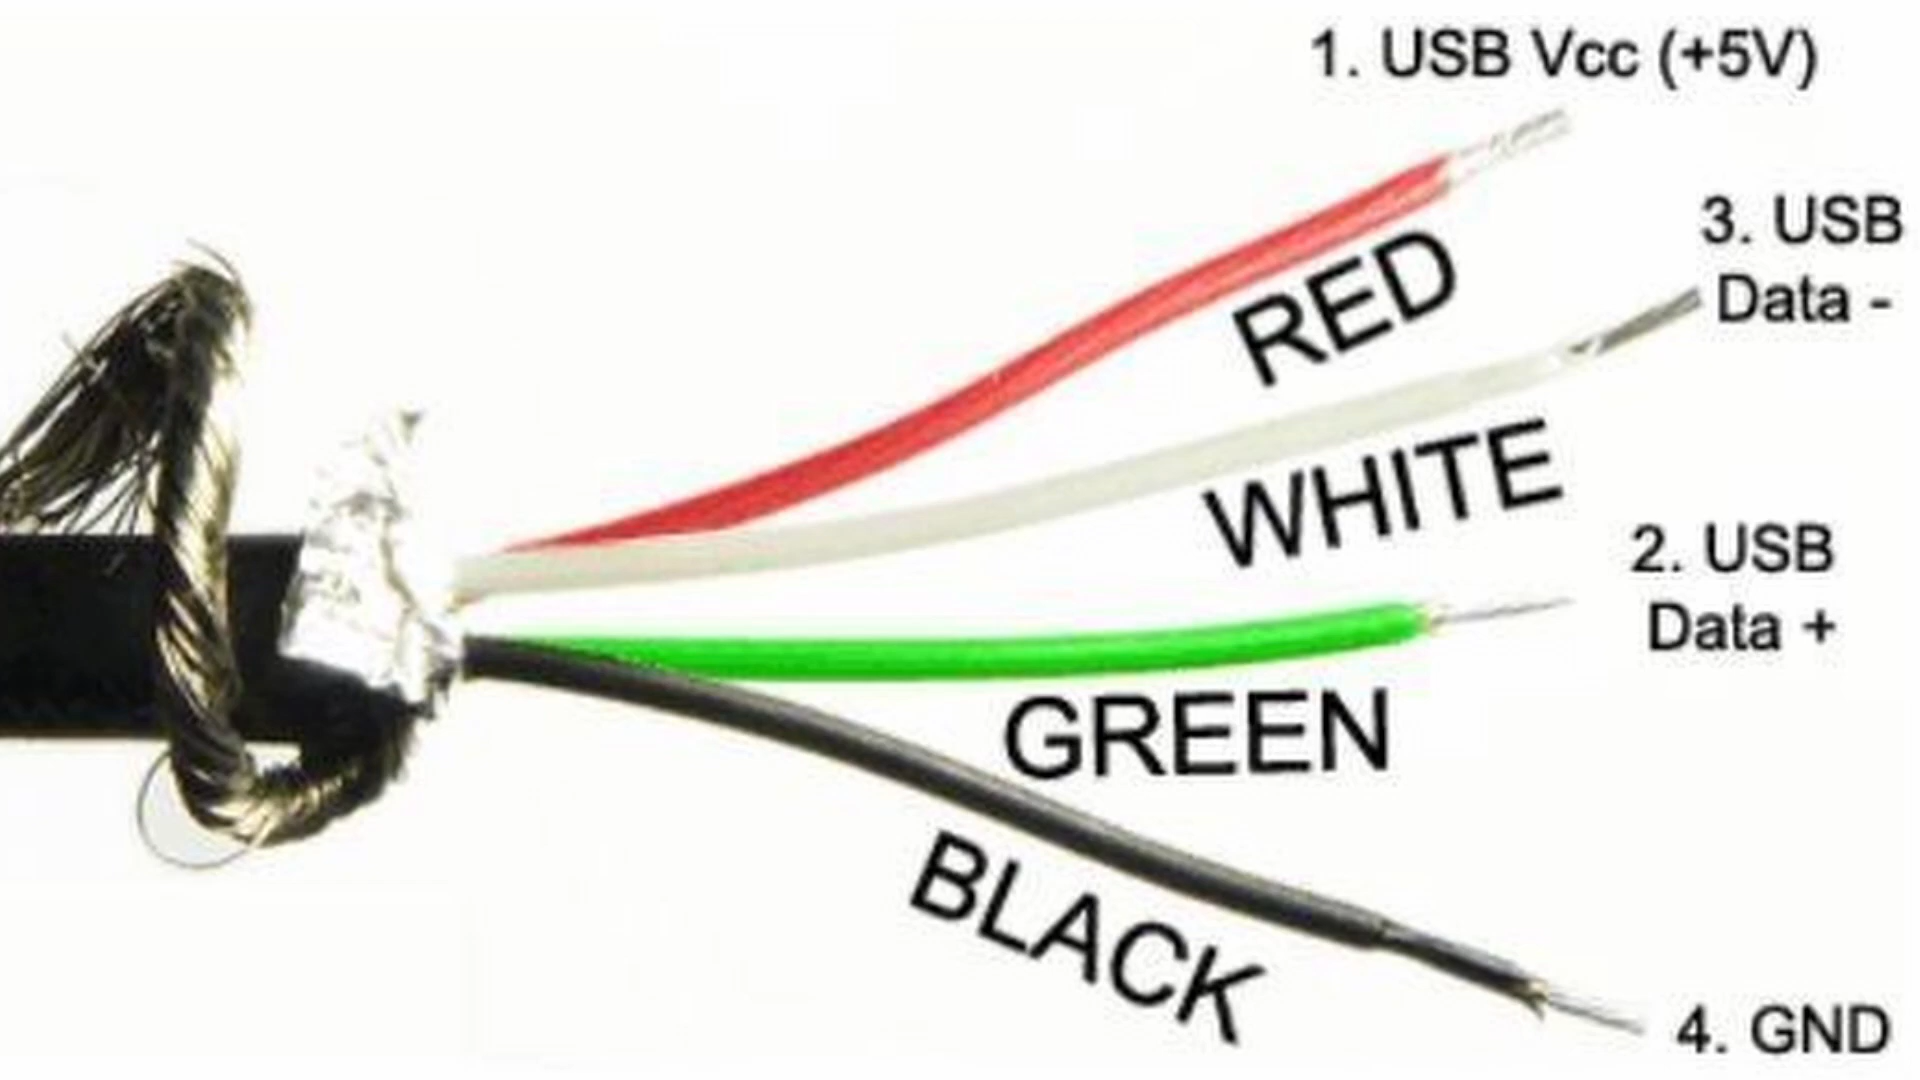 1. USB Vcc (+5V)
RED
3. USB
Data -
WHITE
2. USB
Data +
GREEN
BLACK
4. GND